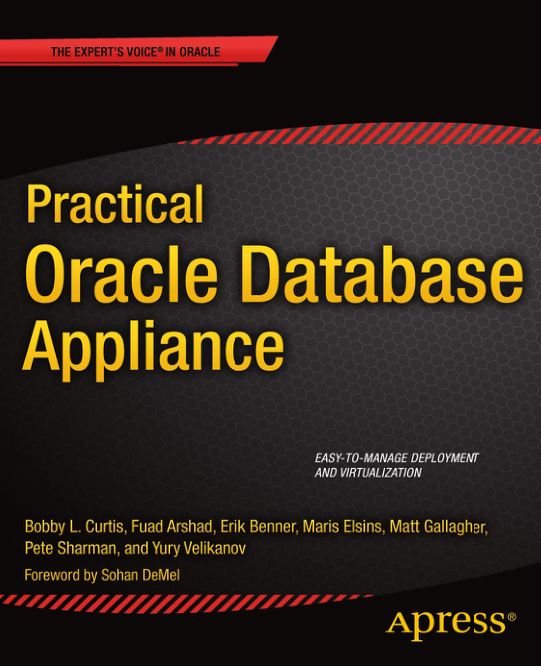 THE EXPERT'S VOICE® IN ORACLE
Practical
Oracle Database
Appliance
EASY-TO-MANAGE DEPLOYMENT
AND VIRTUALIZATION
Bobby L. Curtis, Fuad Arshad, Erik Benner, Maris Elsins, Matt Gallagher,
Pete Sharman, and Yury Velikanov
Foreword by Sohan DeMel
Apress®